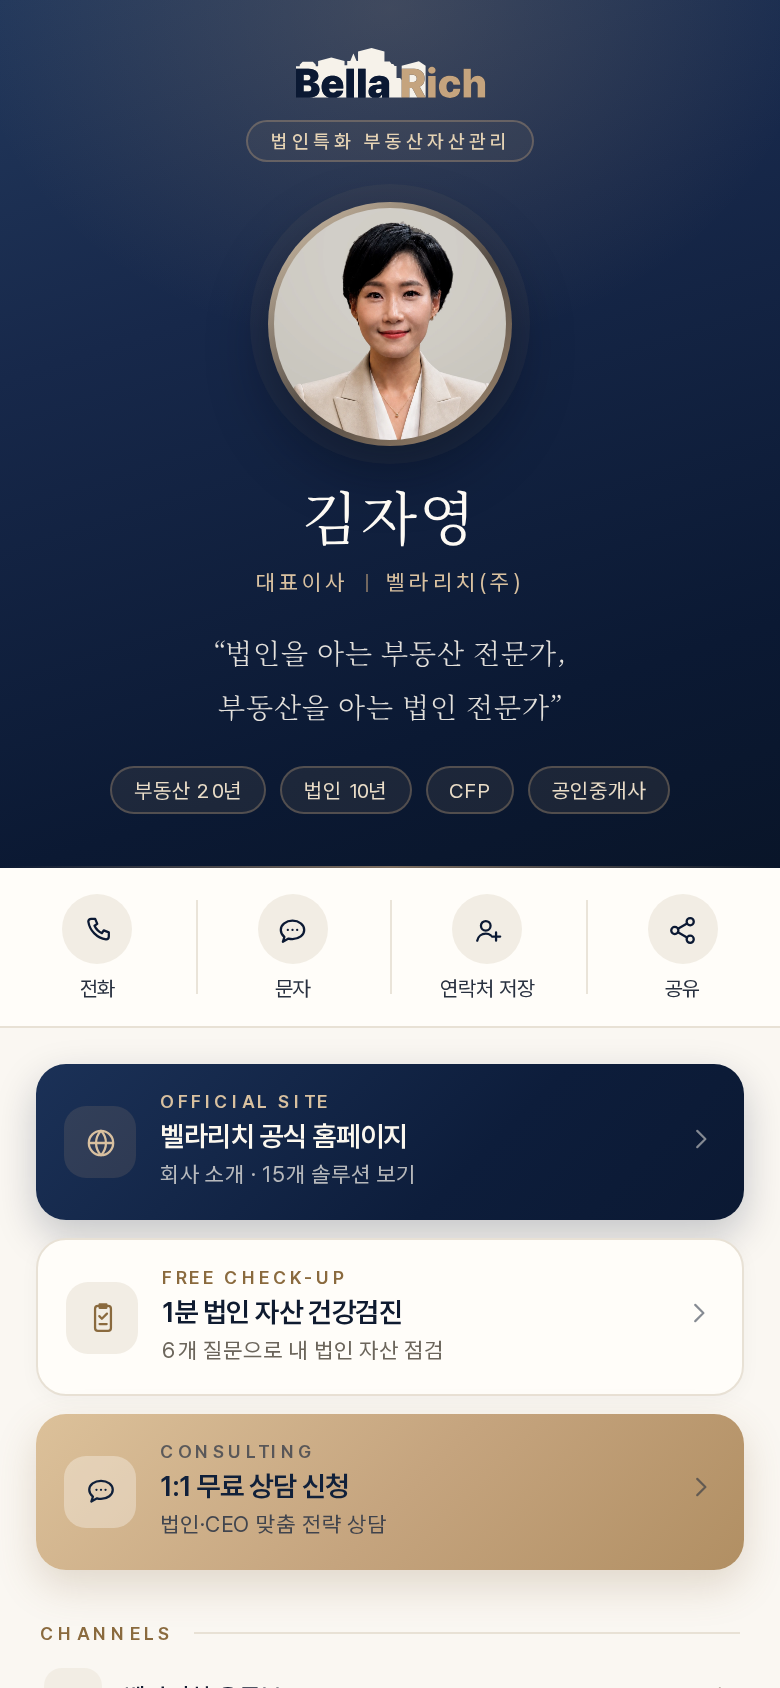 Bella Rich
법인특화 부동산자산관리
김자영
대표이사 | 벨라리치(주)
“법인을 아는 부동산 전문가,
부동산을 아는 법인 전문가”
부동산 20년 법인 10년 CFP 공인중개사
전화 문자 연락처 저장 공유
OFFICIAL SITE
벨라리치 공식 홈페이지
회사 소개 · 15개 솔루션 보기
FREE CHECK-UP
1분 법인 자산 건강검진
6개 질문으로 내 법인 자산 점검
CONSULTING
1:1 무료 상담 신청
법인·CEO 맞춤 전략 상담
CHANNELS